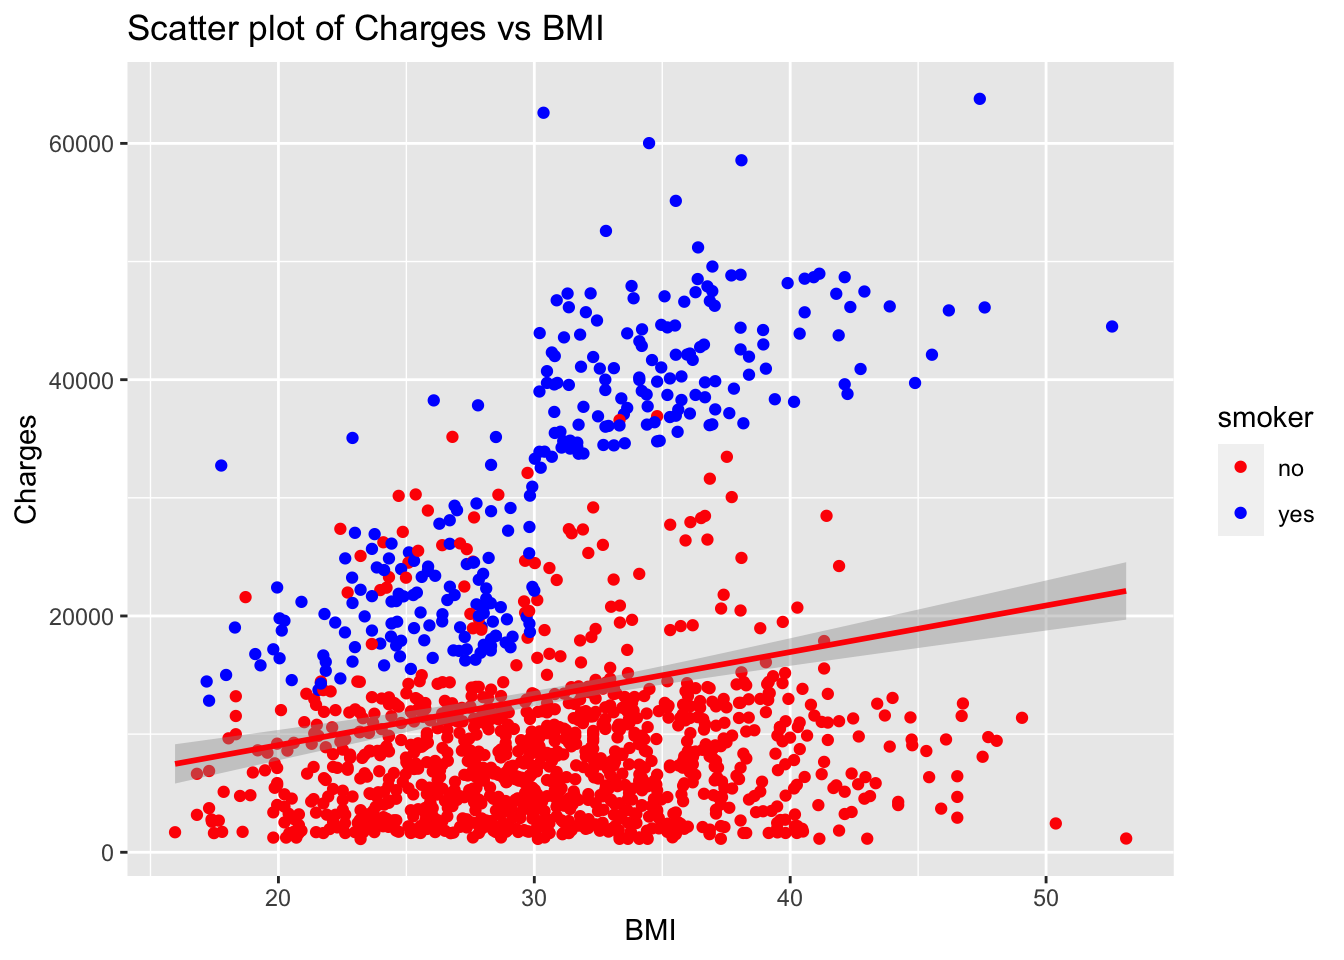 Scatter plot of Charges vs BMI
60000
40000
20000
0
Charges
20 30 40 50
BMI
smoker
no
yes